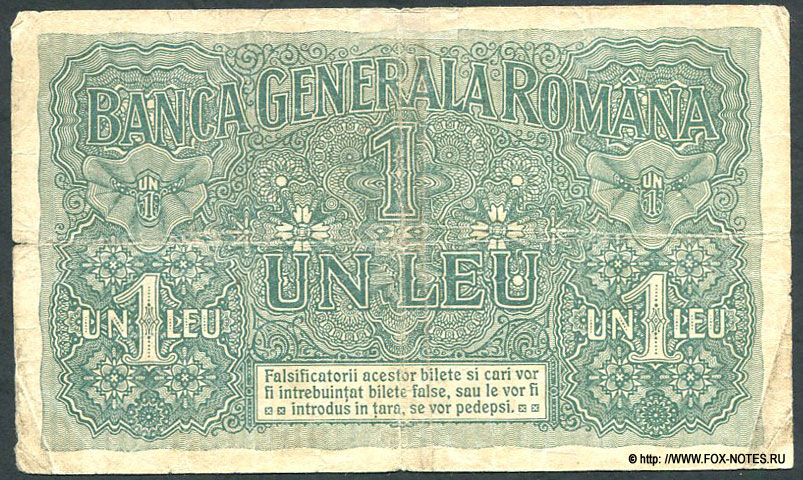 BANCA GENERALA ROMÂNA
1
UN
1
UN
1
UN LEU
UN 1 LEU
UN 1 LEU
Falsificatorii acestor bilete si cari vor
fi intrebuințat bilete false, sau le vor fi
introdus in țara, se vor pedepsi.
© http: //WWW.FOX-NOTES.RU